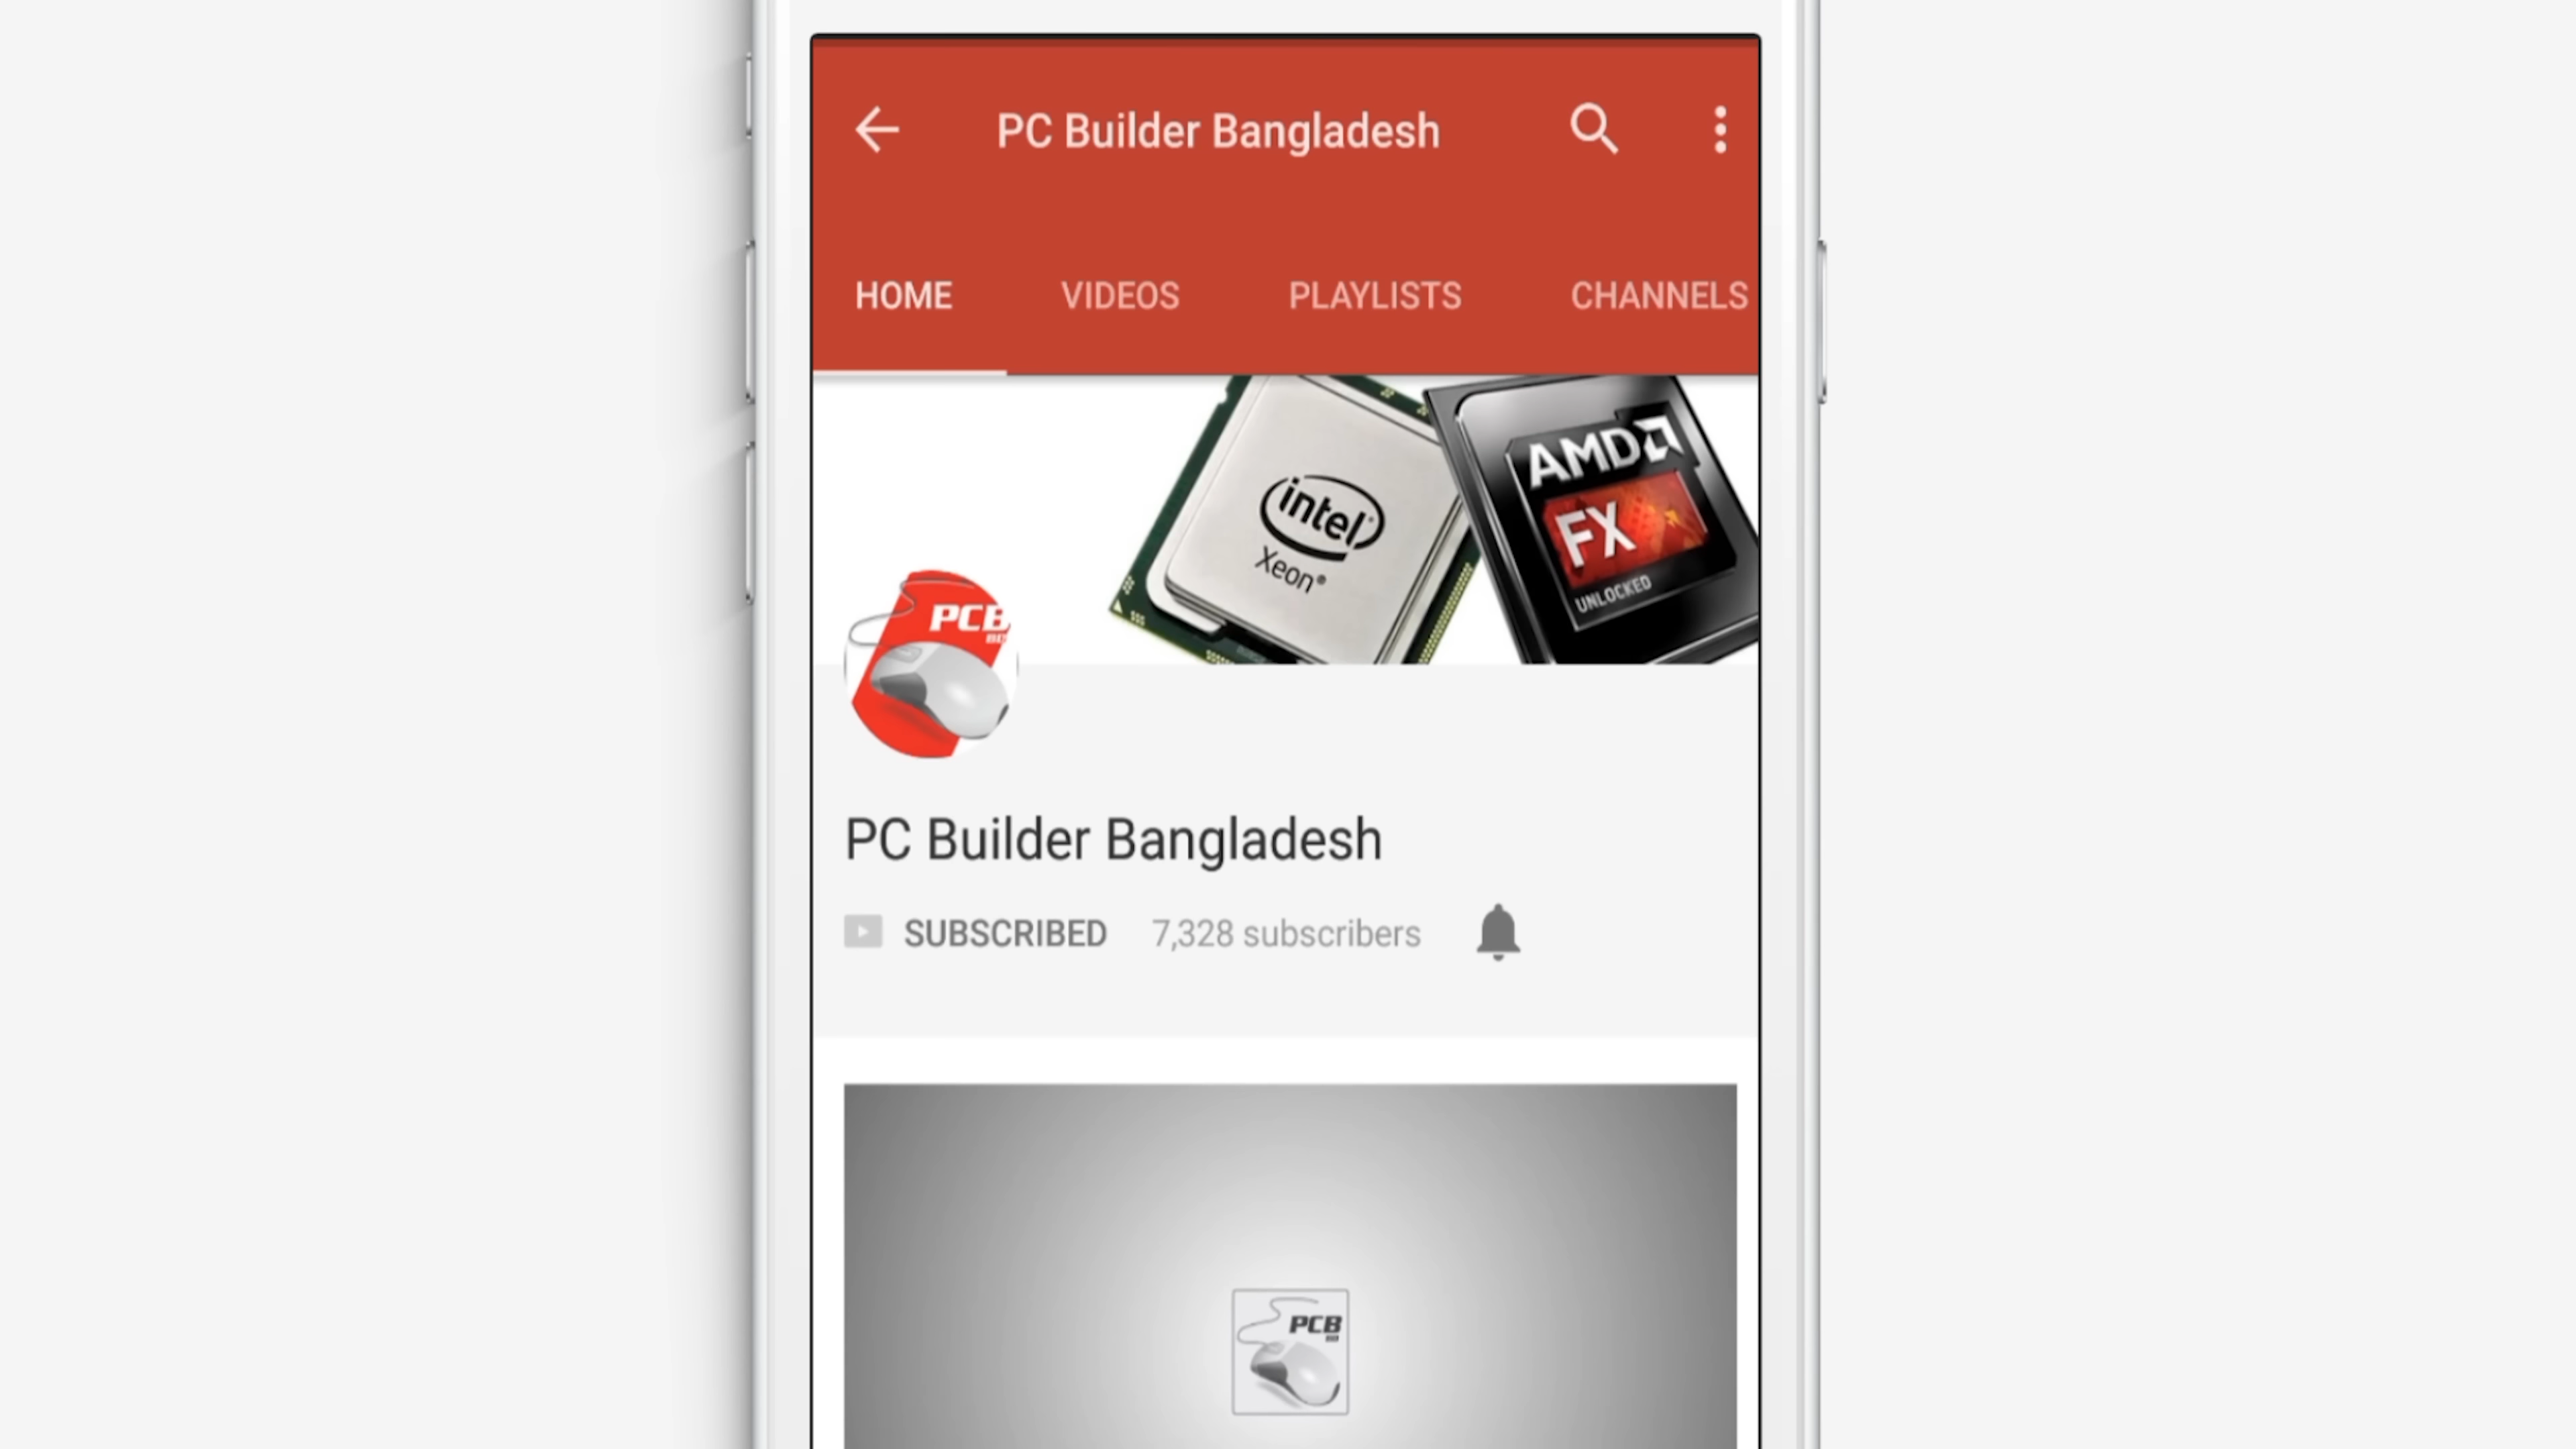 PC Builder Bangladesh
HOME VIDEOS PLAYLISTS CHANNELS
intel
Xeon®
AMD
FX
UNLOCKED
PCB
BD
PC Builder Bangladesh
SUBSCRIBED 7,328 subscribers
PCB